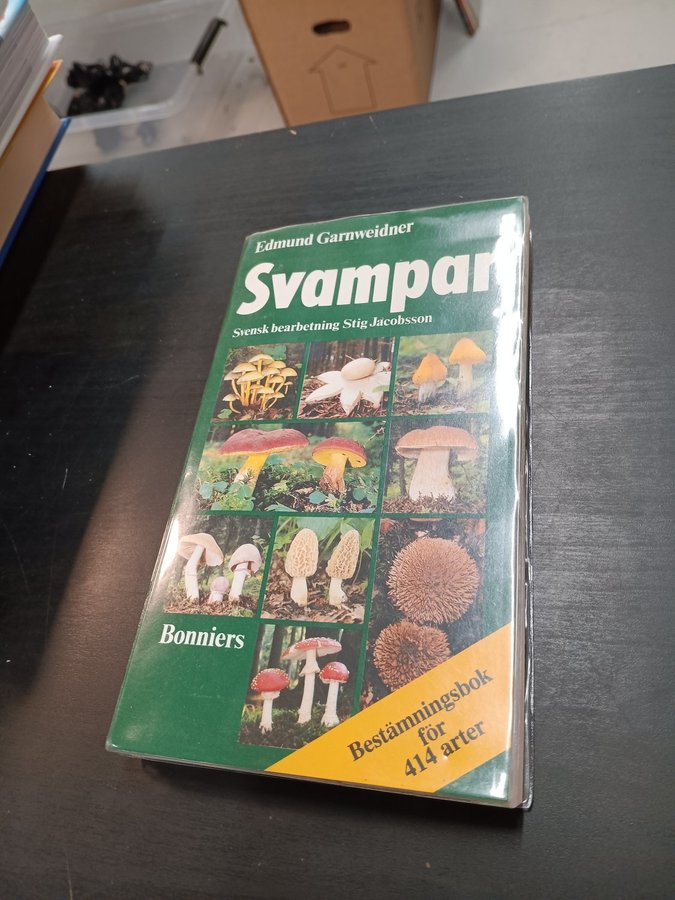 Edmund Garnweidner
Svampar
Svensk bearbetning Stig Jacobsson
Bonniers
Bestämningsbok
för
414 arter